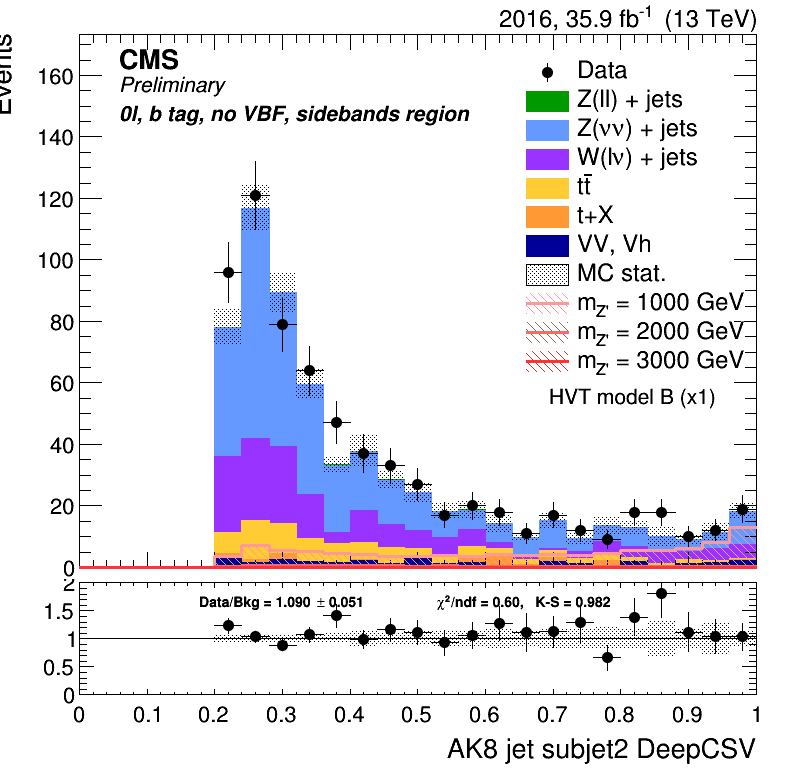 2016, 35.9 fb⁻¹ (13 TeV)
Events
CMS
Preliminary
0l, b tag, no VBF, sidebands region
160
140
120
100
80
60
40
20
0
Data
Z(ll) + jets
Z(νν) + jets
W(lν) + jets
tt̄
t+X
VV, Vh
MC stat.
m_Z' = 1000 GeV
m_Z' = 2000 GeV
m_Z' = 3000 GeV
HVT model B (x1)
2
1.5
1
0.5
0
Data/Bkg = 1.090 ± 0.051 χ²/ndf = 0.60, K-S = 0.982
0 0.1 0.2 0.3 0.4 0.5 0.6 0.7 0.8 0.9 1
AK8 jet subjet2 DeepCSV